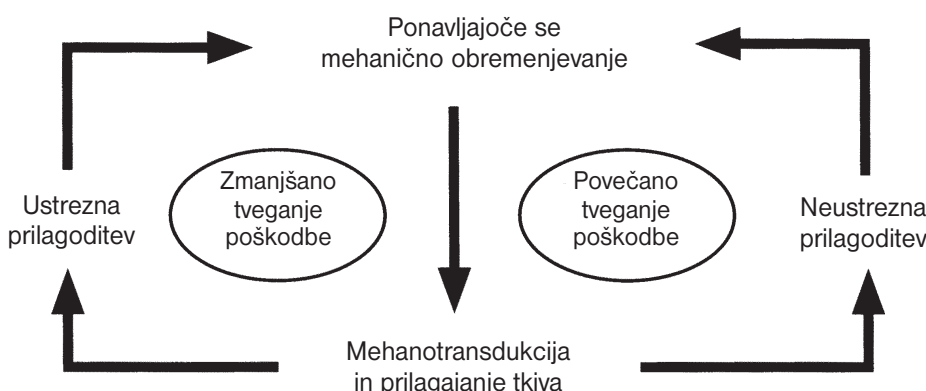 Ponavljajoče se
mehanično obremenjevanje
Zmanjšano
tveganje
poškodbe
Povečano
tveganje
poškodbe
Ustrezna
prilagoditev
Neustrezna
prilagoditev
Mehanotransdukcija
in prilagajanje tkiva